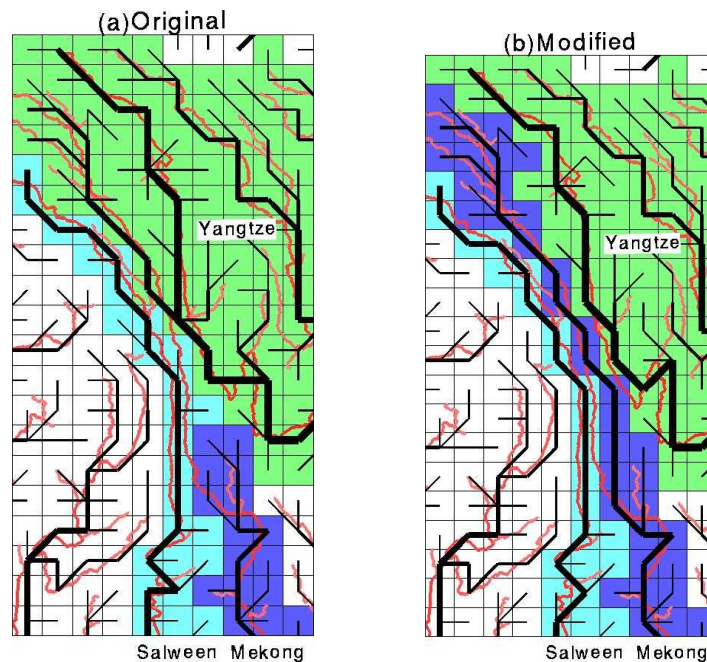 (a)Original
(b)Modified
Yangtze
Yangtze
Salween Mekong
Salween Mekong